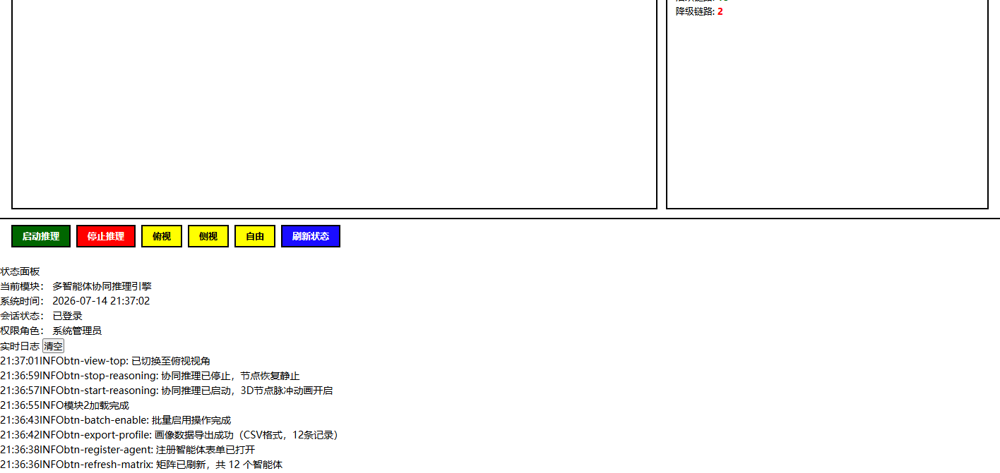 降级链路: 2
启动推理 停止推理 俯视 侧视 自由 刷新状态
状态面板
当前模块： 多智能体协同推理引擎
系统时间： 2026-07-14 21:37:02
会话状态： 已登录
权限角色： 系统管理员
实时日志 清空
21:37:01INFObtn-view-top: 已切换至俯视视角
21:36:59INFObtn-stop-reasoning: 协同推理已停止，节点恢复静止
21:36:57INFObtn-start-reasoning: 协同推理已启动，3D节点脉冲动画开启
21:36:55INFO模块2加载完成
21:36:43INFObtn-batch-enable: 批量启用操作完成
21:36:42INFObtn-export-profile: 画像数据导出成功（CSV格式，12条记录）
21:36:38INFObtn-register-agent: 注册智能体表单已打开
21:36:36INFObtn-refresh-matrix: 矩阵已刷新，共 12 个智能体